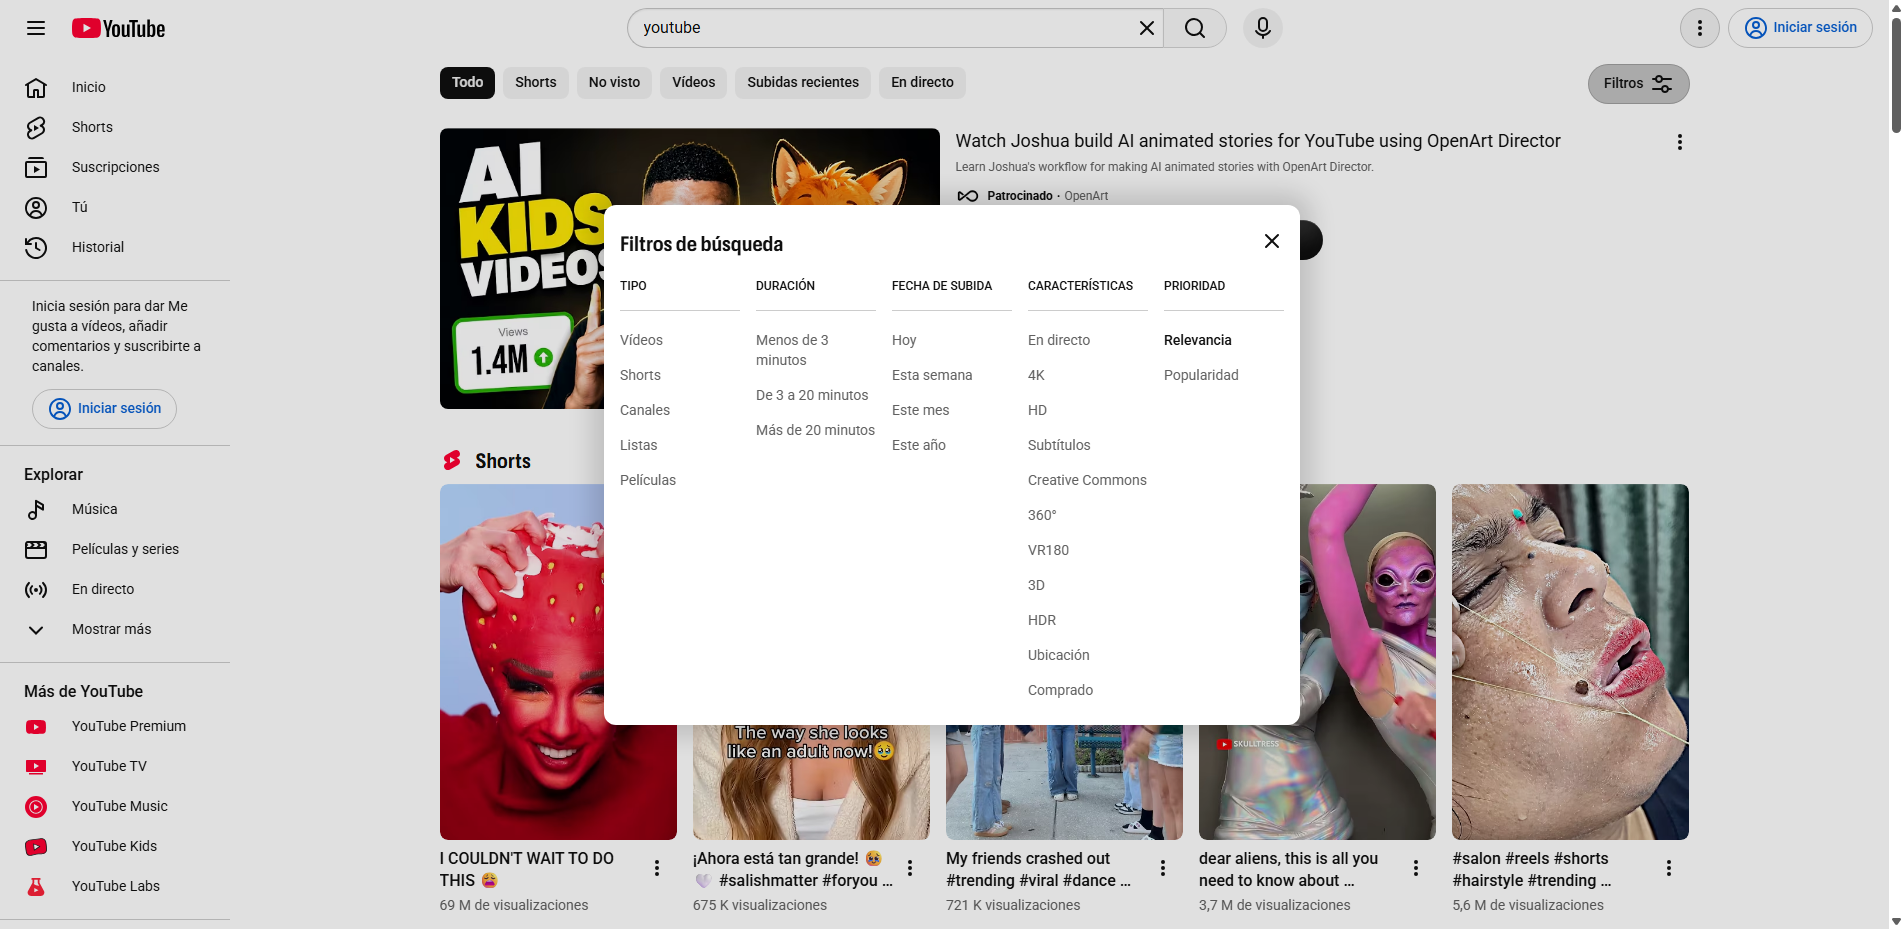 YouTube
youtube
Iniciar sesión
Todo
Shorts
No visto
Vídeos
Subidas recientes
En directo
Filtros
Inicio
Shorts
Suscripciones
Tú
Historial
Inicia sesión para dar Me
gusta a vídeos, añadir
comentarios y suscribirte a
canales.
Iniciar sesión
Explorar
Música
Películas y series
En directo
Mostrar más
Más de YouTube
YouTube Premium
YouTube TV
YouTube Music
YouTube Kids
YouTube Labs
AI
KIDS
VIDEOS
Views
1.4M
Watch Joshua build AI animated stories for YouTube using OpenArt Director
Learn Joshua's workflow for making AI animated stories with OpenArt Director.
Patrocinado · OpenArt
Filtros de búsqueda
TIPO
Vídeos
Shorts
Canales
Listas
Películas
DURACIÓN
Menos de 3
minutos
De 3 a 20 minutos
Más de 20 minutos
FECHA DE SUBIDA
Hoy
Esta semana
Este mes
Este año
CARACTERÍSTICAS
En directo
4K
HD
Subtítulos
Creative Commons
360°
VR180
3D
HDR
Ubicación
Comprado
PRIORIDAD
Relevancia
Popularidad
Shorts
The way she looks
like an adult now!🥹
SKULLTRESS
I COULDN'T WAIT TO DO
THIS 😩
69 M de visualizaciones
¡Ahora está tan grande! 😭
🤍 #salishmatter #foryou ...
675 K visualizaciones
My friends crashed out
#trending #viral #dance ...
721 K visualizaciones
dear aliens, this is all you
need to know about ...
3,7 M de visualizaciones
#salon #reels #shorts
#hairstyle #trending ...
5,6 M de visualizaciones